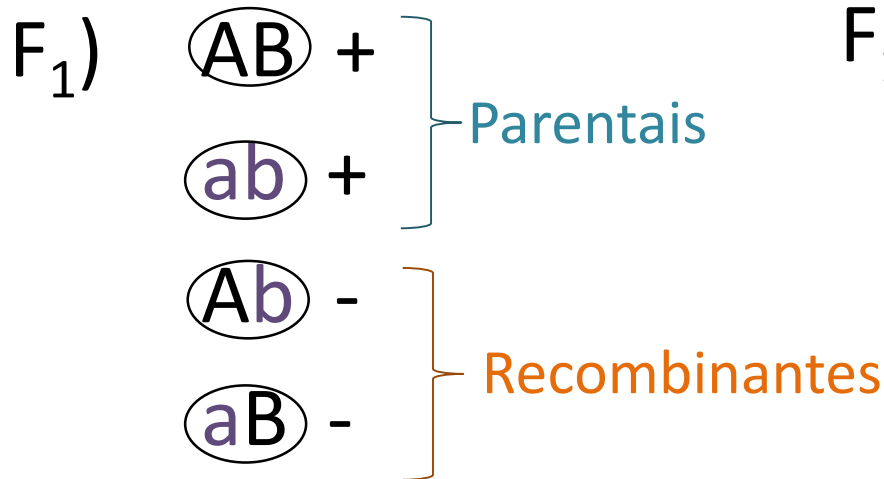 F₁) AB +
Parentais
ab +
Ab -
Recombinantes
aB -
F